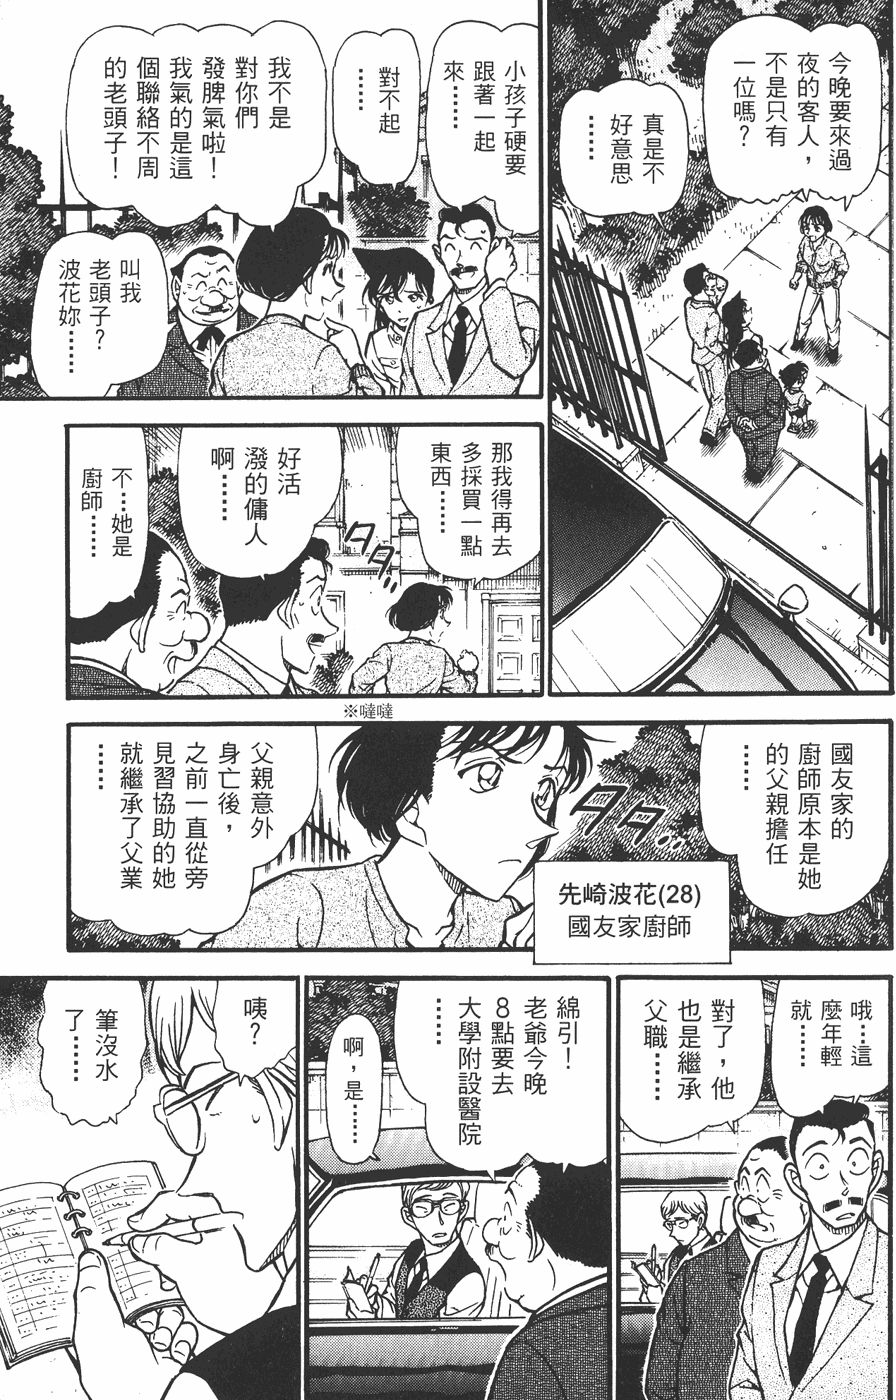 今晚要來過
夜的客人，
不是只有
一位嗎？
真是不
好意思
……
小孩子硬要
跟著一起
來……
對不起
……
我不是
對你們
發脾氣啦！
我氣的是這
個聯絡不周
的老頭子！
叫我
老頭子？
波花妳……
那我得再去
多採買一點
東西……
タタ…
好活
潑的傭人
啊……
不…她是
廚師……
※噠噠
國友家的
廚師原本是她
的父親擔任
……
タタ…
先崎波花(28)
國友家廚師
父親意外
身亡後，
之前一直從旁
見習協助的她
就繼承了父業
……
哦…這
麼年輕
就……
對了，他
也是繼承
父職……
綿引！
老爺今晚
8點要去
大學附設醫院
……
啊，是……
咦？
筆沒水
了……